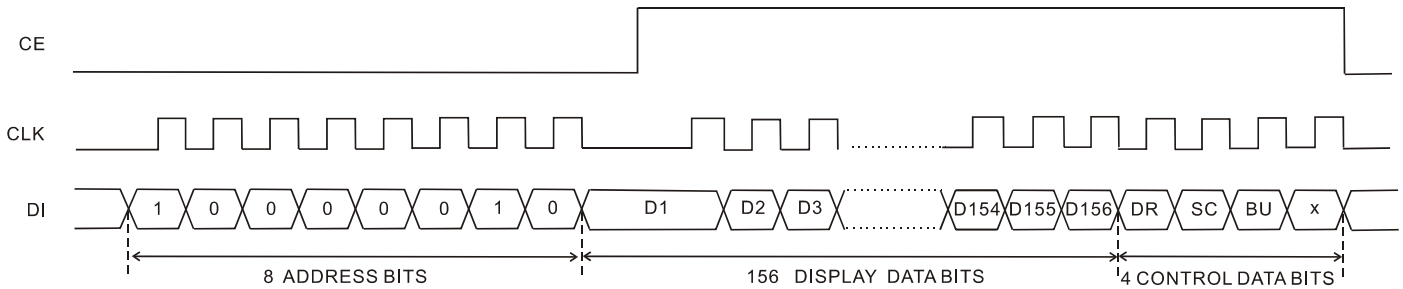 CE
CLK
DI 1 0 0 0 0 0 1 0 D1 D2 D3 D154 D155 D156 DR SC BU x
8 ADDRESS BITS 156 DISPLAY DATA BITS 4 CONTROL DATA BITS